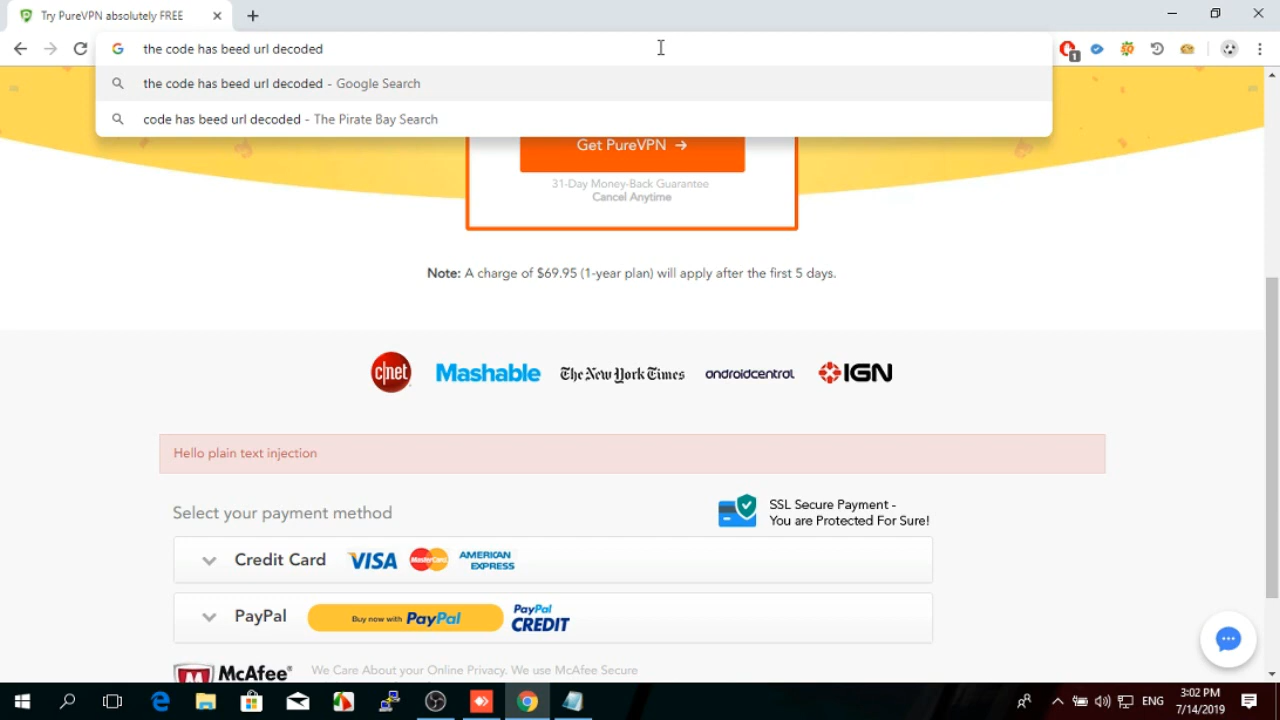 Try PureVPN absolutely FREE
the code has beed url decoded
1
the code has beed url decoded - Google Search
code has beed url decoded - The Pirate Bay Search
Get PureVPN →
31-Day Money-Back Guarantee
Cancel Anytime
Note: A charge of $69.95 (1-year plan) will apply after the first 5 days.
c|net Mashable The New York Times androidcentral IGN
Hello plain text injection
Select your payment method
SSL Secure Payment -
You are Protected For Sure!
Credit Card VISA MasterCard AMERICAN EXPRESS
PayPal Buy now with PayPal PayPal CREDIT
McAfee® We Care About your Online Privacy. We use McAfee Secure
ENG
3:02 PM
7/14/2019